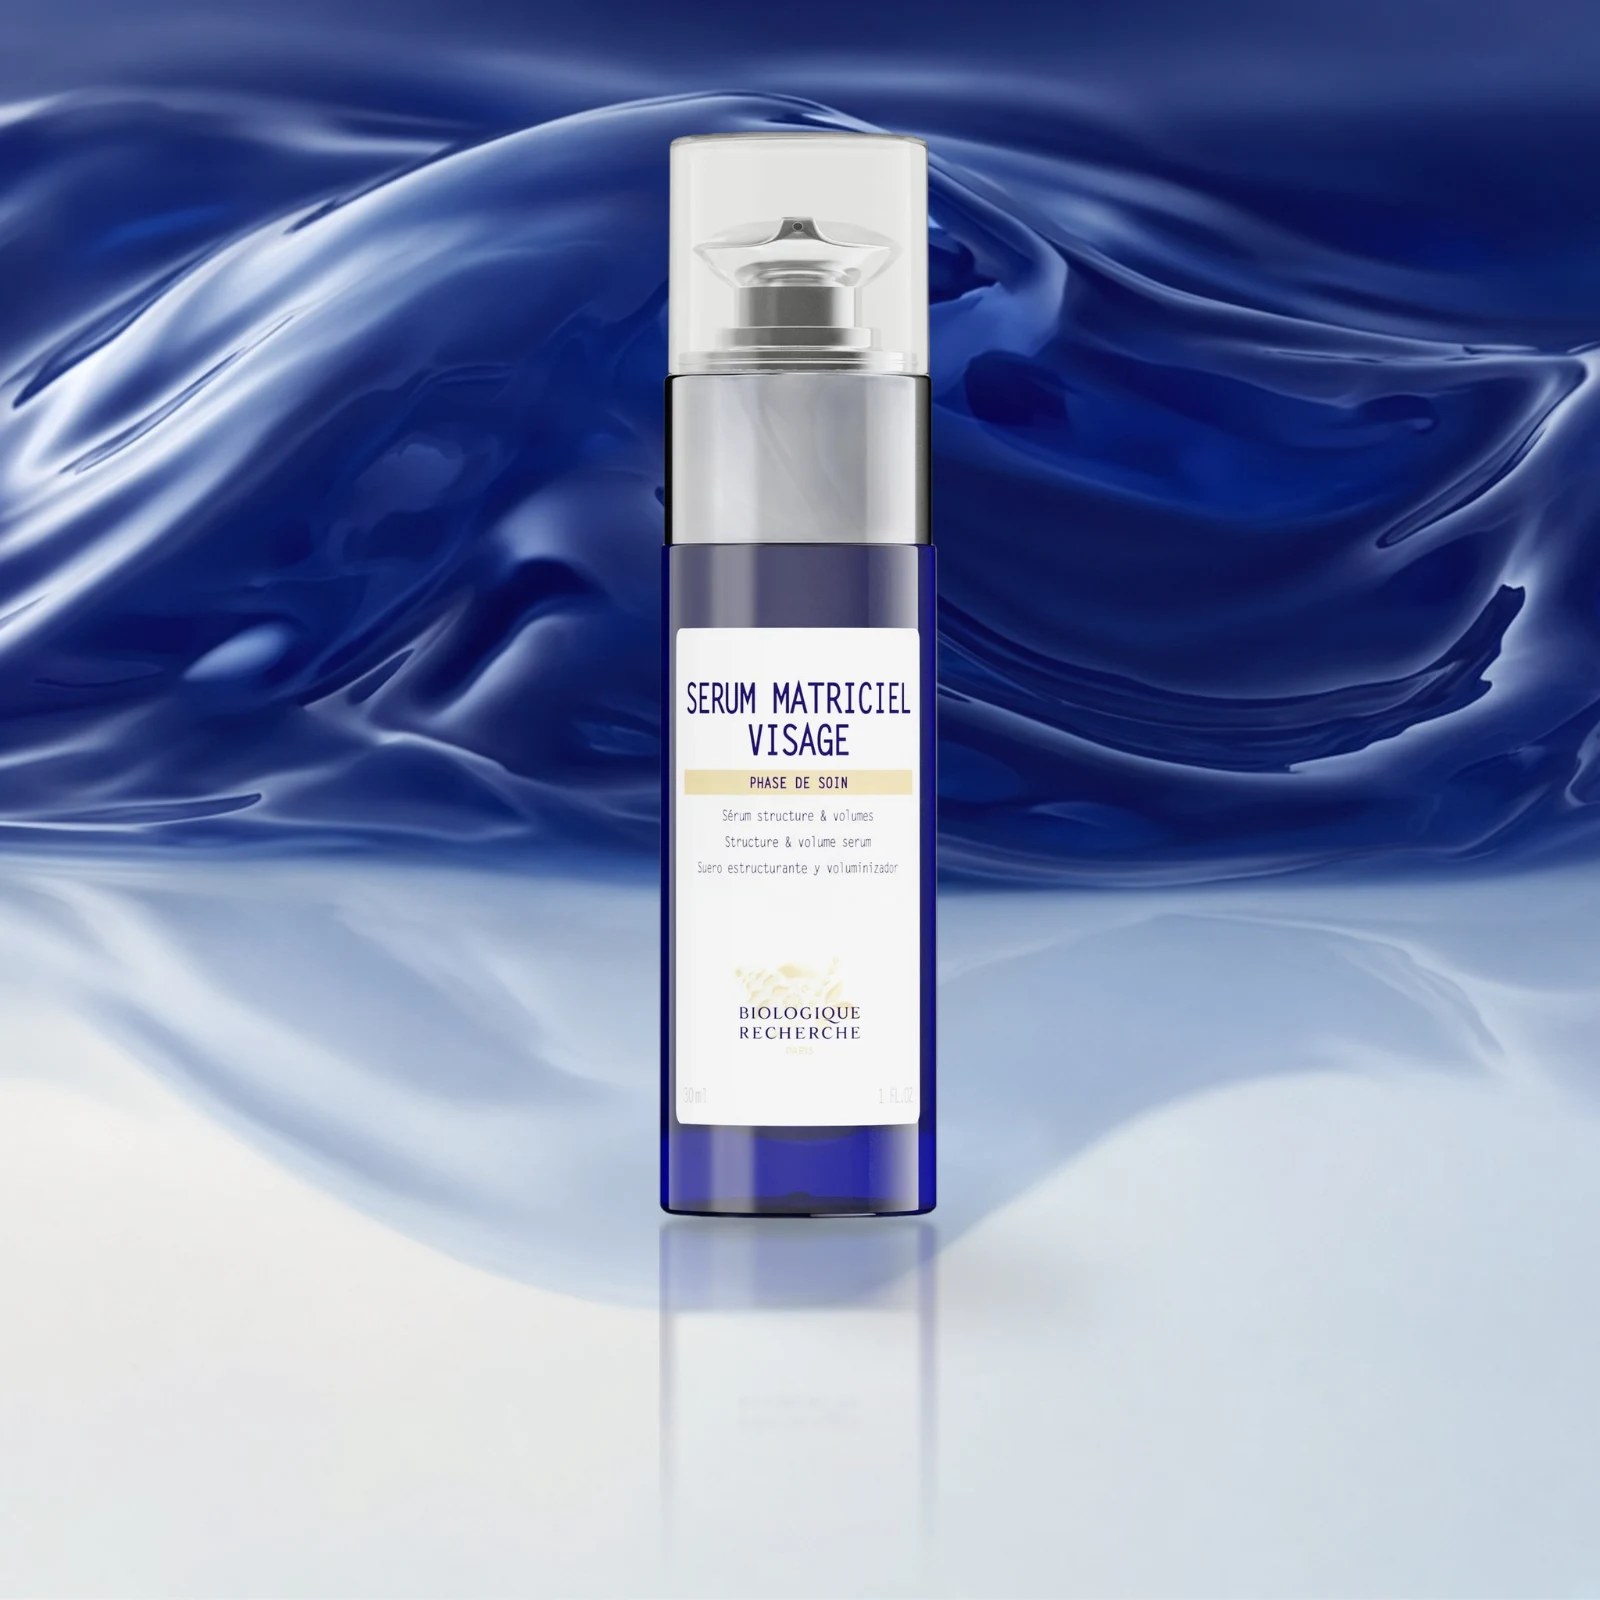 SERUM MATRICIEL
VISAGE
PHASE DE SOIN
Sérum structure & volumes
Structure & volume serum
Suero estructurante y voluminizador
BIOLOGIQUE
RECHERCHE
PARIS
30ml 1 FL.OZ